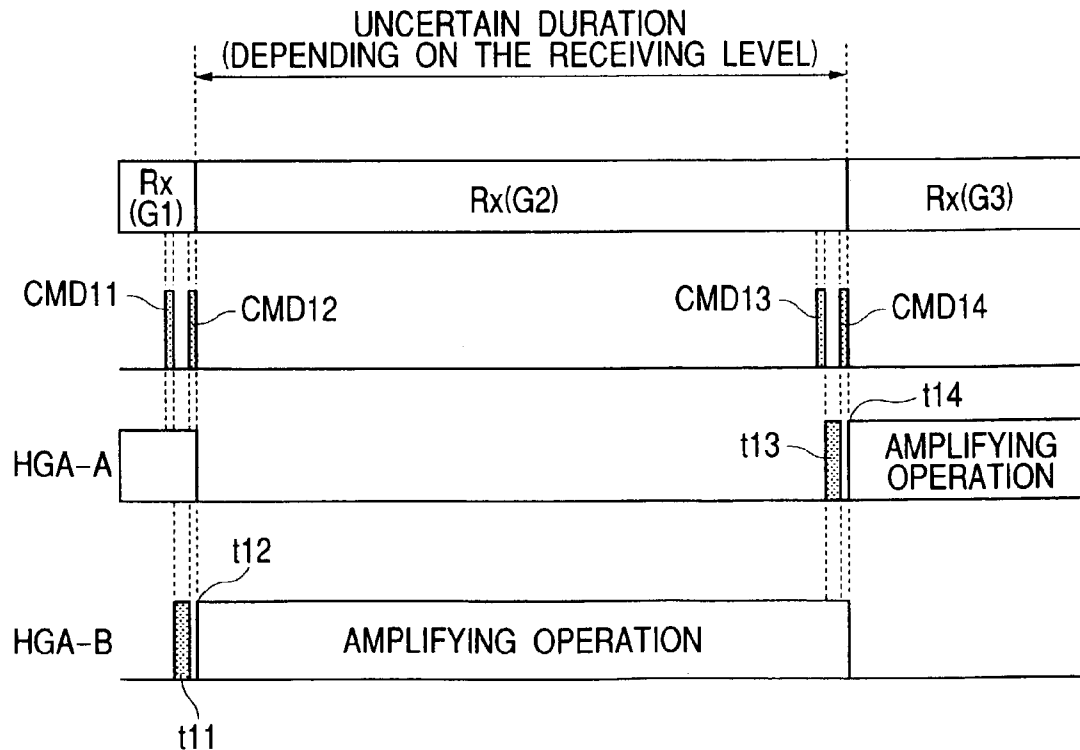 UNCERTAIN DURATION
(DEPENDING ON THE RECEIVING LEVEL)
Rx
(G1)
Rx(G2)
Rx(G3)
CMD11
CMD12
CMD13
CMD14
t14
HGA-A
t13
AMPLIFYING
OPERATION
t12
HGA-B
AMPLIFYING OPERATION
t11